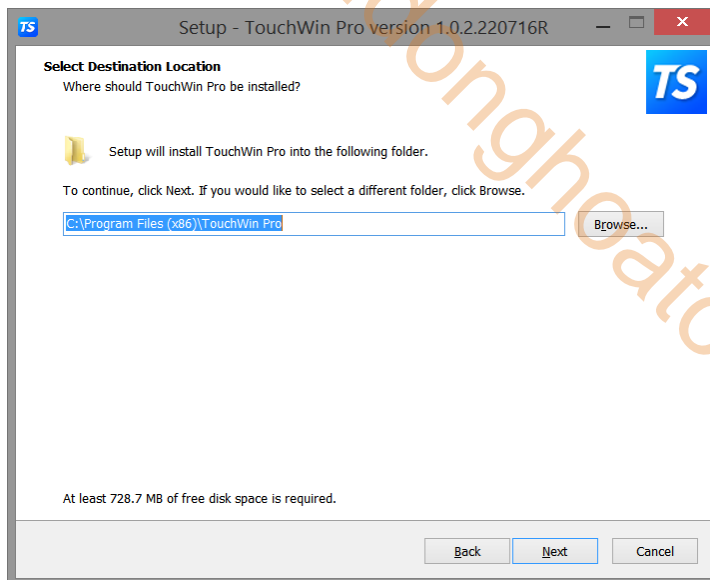 TS
Setup - TouchWin Pro version 1.0.2.220716R
Select Destination Location
Where should TouchWin Pro be installed?
TS
Setup will install TouchWin Pro into the following folder.
To continue, click Next. If you would like to select a different folder, click Browse.
C:\Program Files (x86)\TouchWin Pro
Browse...
At least 728.7 MB of free disk space is required.
Back
Next
Cancel